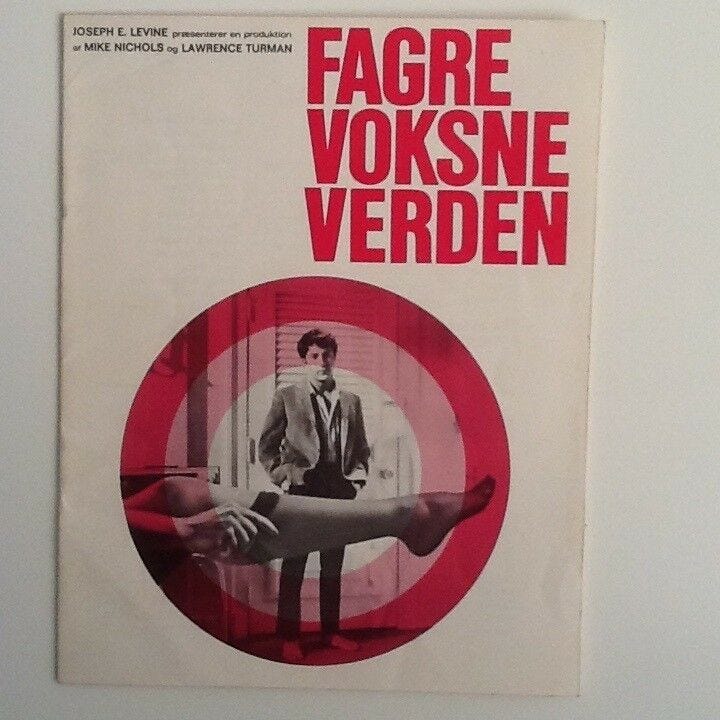 JOSEPH E. LEVINE præsenterer en produktion
af MIKE NICHOLS og LAWRENCE TURMAN
FAGRE
VOKSNE
VERDEN